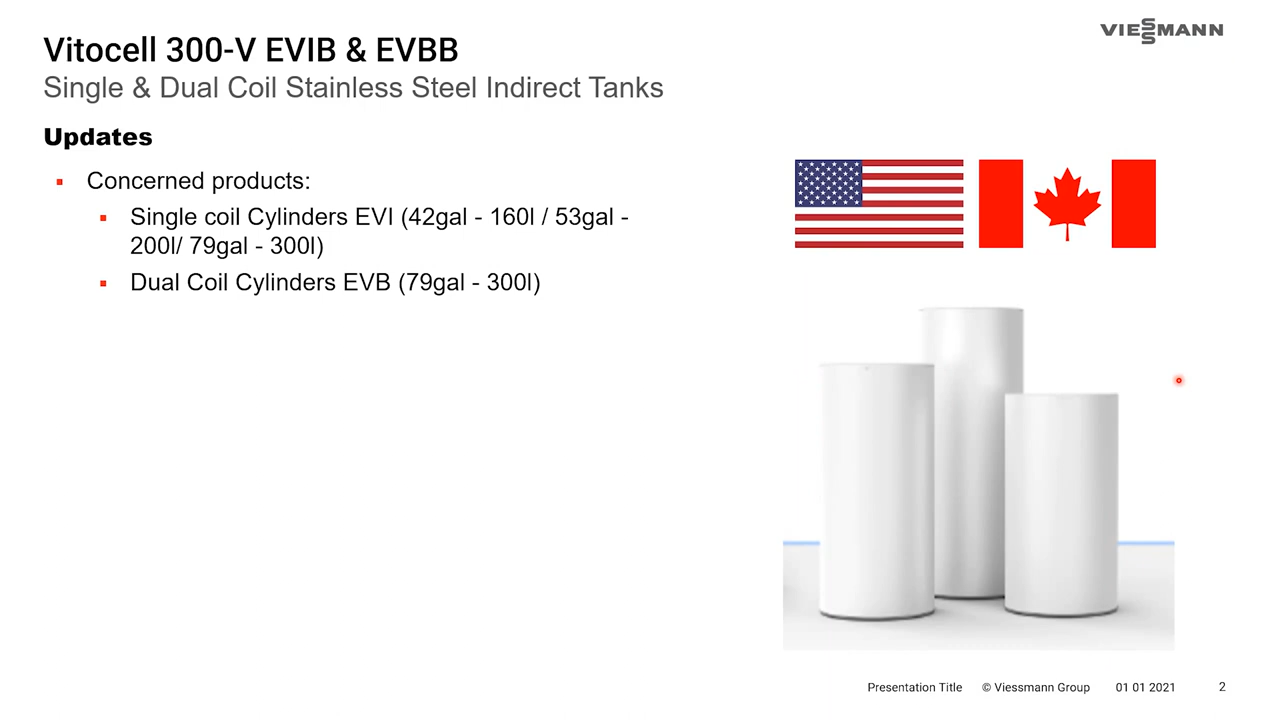 Vitocell 300-V EVIB & EVBB
VIESSMANN
Single & Dual Coil Stainless Steel Indirect Tanks
Updates
Concerned products:
Single coil Cylinders EVI (42gal - 160l / 53gal -
200l/ 79gal - 300l)
Dual Coil Cylinders EVB (79gal - 300l)
Presentation Title © Viessmann Group 01 01 2021 2